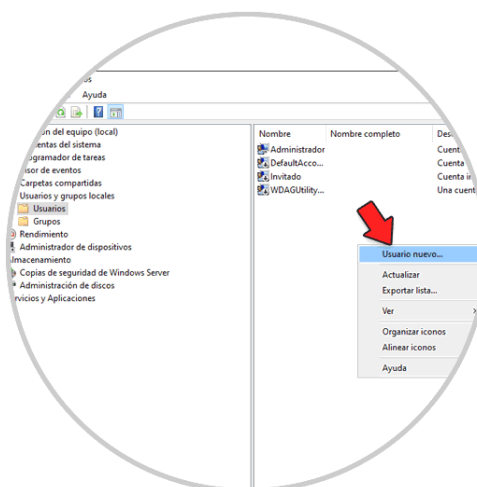 Ayuda
del equipo (local)
del sistema
de tareas
de eventos
Carpetas compartidas
Usuarios y grupos locales
Usuarios
Grupos
Rendimiento
Administrador de dispositivos
Copias de seguridad de Windows Server
Administración de discos
y Aplicaciones
Nombre Nombre completo
Administrador Cuent
DefaultAcco... Cuenta
Invitado Cuenta in
WDAGUtility... Una cuent
Usuario nuevo...
Actualizar
Exportar lista...
Ver
Organizar iconos
Alinear iconos
Ayuda